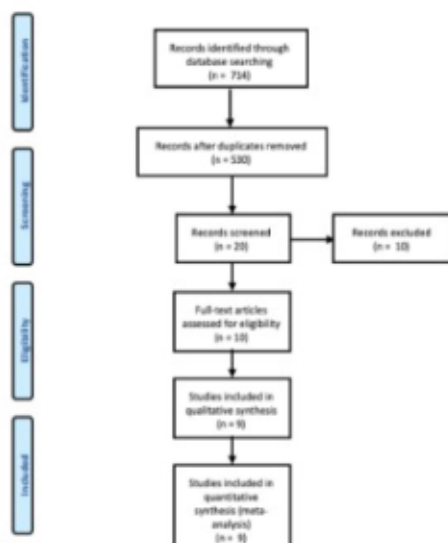 Identification
Records identified through
database searching
(n = 714)
Records after duplicates removed
(n = 530)
Screening
Records screened
(n = 20)
Records excluded
(n = 10)
Eligibility
Full-text articles
assessed for eligibility
(n = 10)
Studies included in
qualitative synthesis
(n = 9)
Included
Studies included in
quantitative
synthesis (meta-
analysis)
(n = 9)